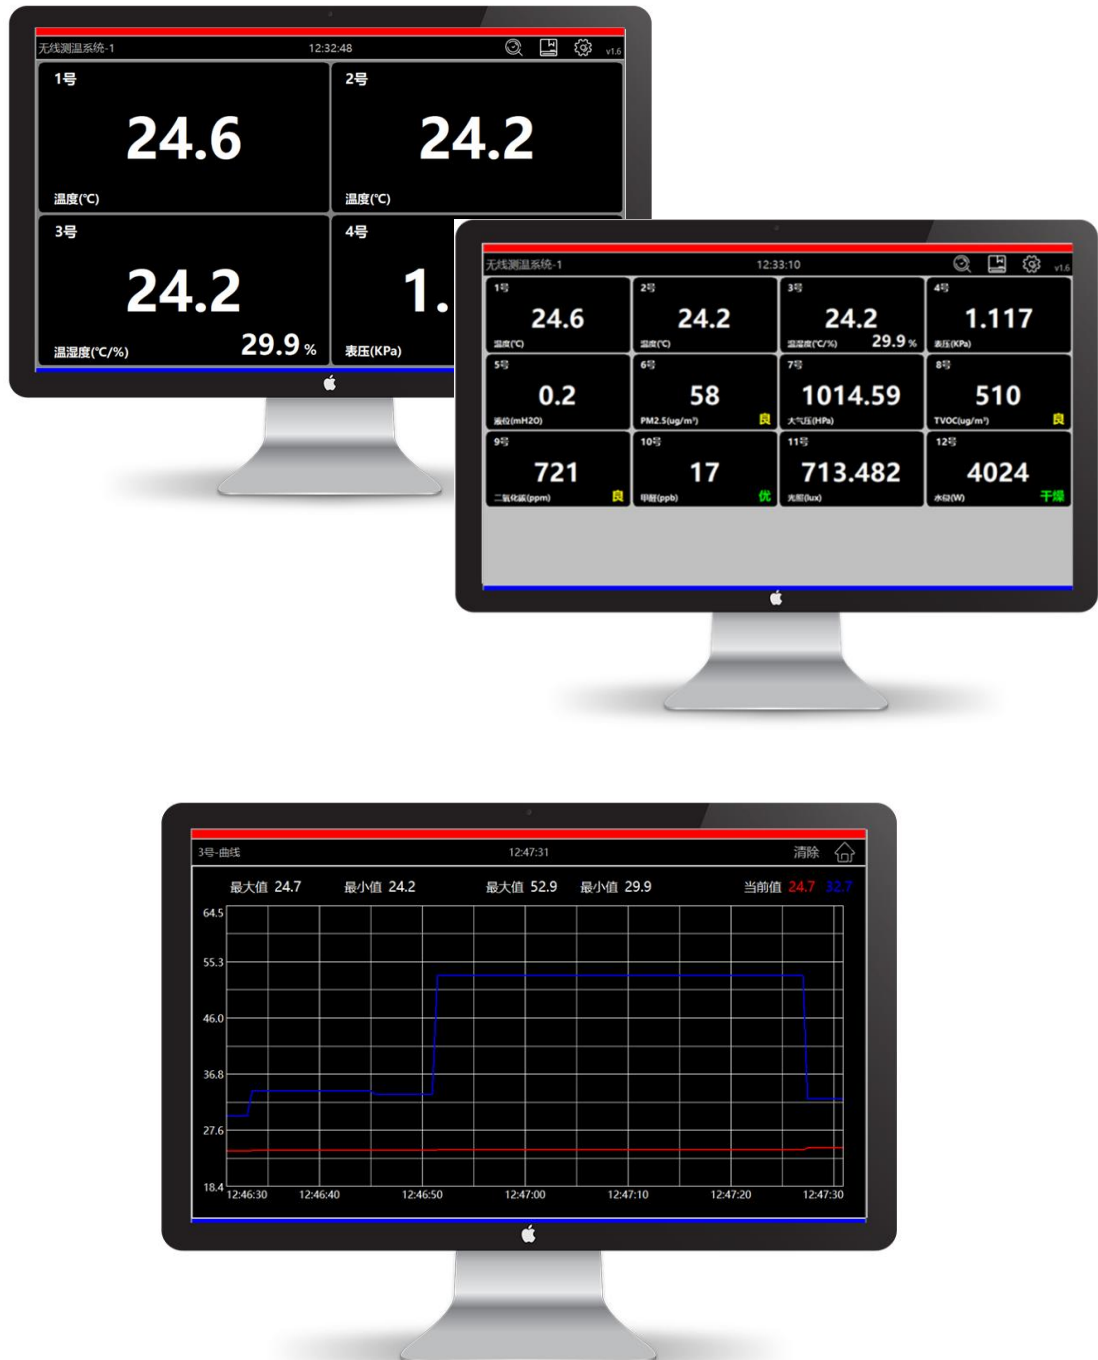 无线测温系统-1 12:32:48 v1.6
1号 2号
24.6 24.2
温度(℃) 温度(℃)
3号 4号
24.2 1.
温湿度(℃/%) 29.9 % 表压(KPa)
无线测温系统-1 12:33:10 v1.6
1号 2号 3号 4号
24.6 24.2 24.2 1.117
温度(℃) 温度(℃) 温湿度(℃/%) 29.9 % 表压(KPa)
5号 6号 7号 8号
0.2 58 1014.59 510
液位(mH2O) PM2.5(ug/m³) 良 大气压(HPa) TVOC(ug/m³) 良
9号 10号 11号 12号
721 17 713.482 4024
二氧化碳(ppm) 良 甲醛(ppb) 优 光照(lux) 水侵(W) 干燥
3号-曲线 12:47:31 清除
最大值 24.7 最小值 24.2 最大值 52.9 最小值 29.9 当前值 24.7 32.7
64.5
55.3
46.0
36.8
27.6
18.4
12:46:30 12:46:40 12:46:50 12:47:00 12:47:10 12:47:20 12:47:30